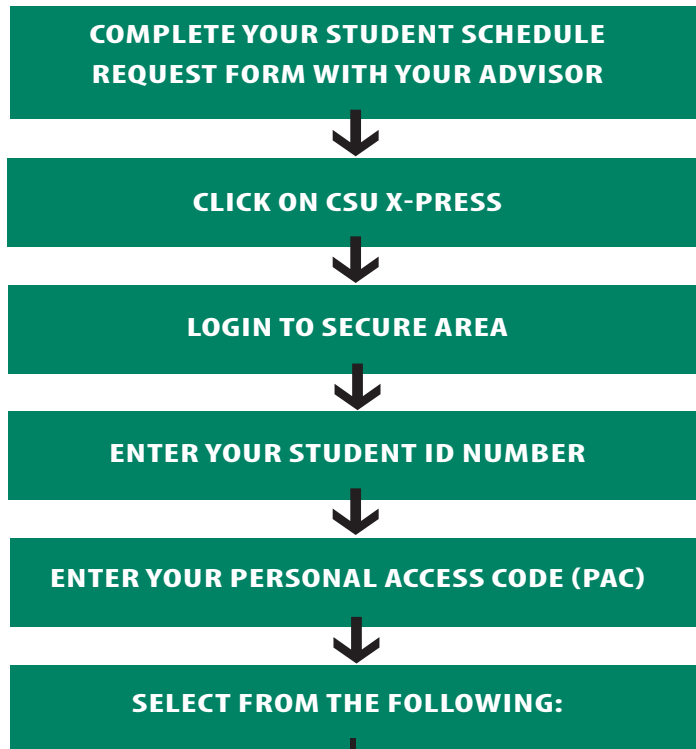 COMPLETE YOUR STUDENT SCHEDULE
REQUEST FORM WITH YOUR ADVISOR
CLICK ON CSU X-PRESS
LOGIN TO SECURE AREA
ENTER YOUR STUDENT ID NUMBER
ENTER YOUR PERSONAL ACCESS CODE (PAC)
SELECT FROM THE FOLLOWING: